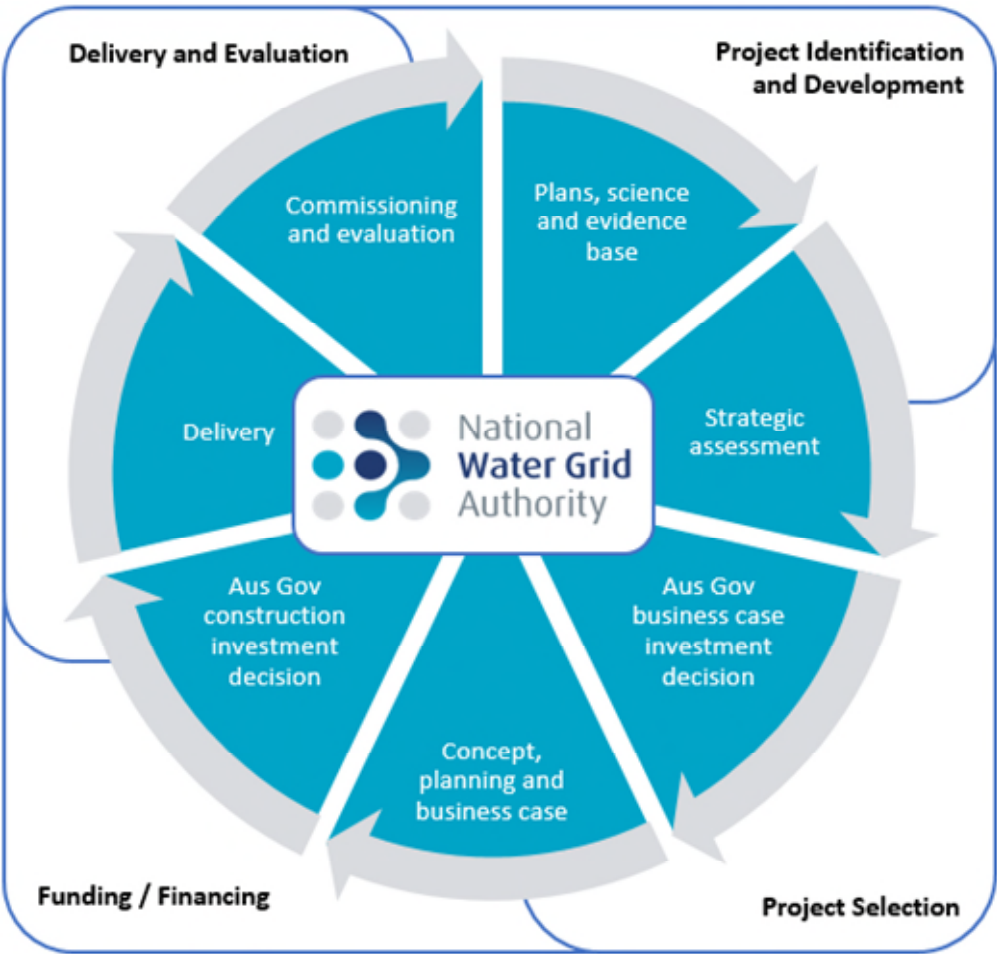 Delivery and Evaluation
Project Identification
and Development
Commissioning
and evaluation
Plans, science
and evidence
base
Delivery
National
Water Grid
Authority
Strategic
assessment
Aus Gov
construction
investment
decision
Aus Gov
business case
investment
decision
Concept,
planning and
business case
Funding / Financing
Project Selection